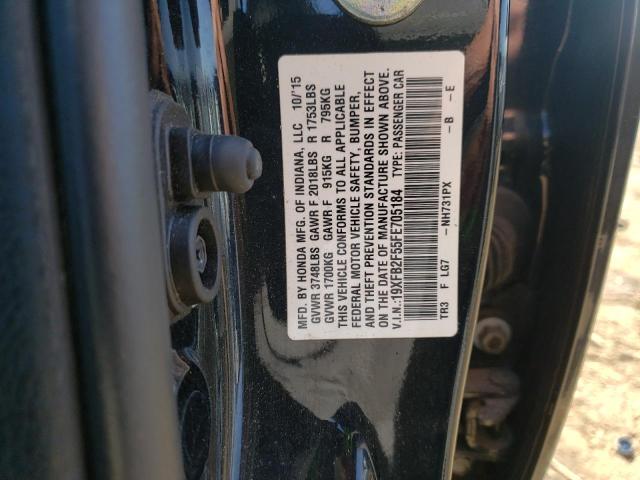 MFD. BY HONDA MFG. OF INDIANA, LLC 10/15
GVWR 3748LBS GAWR F 2018LBS R 1753LBS
GVWR 1700KG GAWR F 915KG R 795KG
THIS VEHICLE CONFORMS TO ALL APPLICABLE
FEDERAL MOTOR VEHICLE SAFETY, BUMPER,
AND THEFT PREVENTION STANDARDS IN EFFECT
ON THE DATE OF MANUFACTURE SHOWN ABOVE.
V.I.N.:19XFB2F55FE705184 TYPE: PASSENGER CAR
TR3 F LG7 – NH731PX – B – E